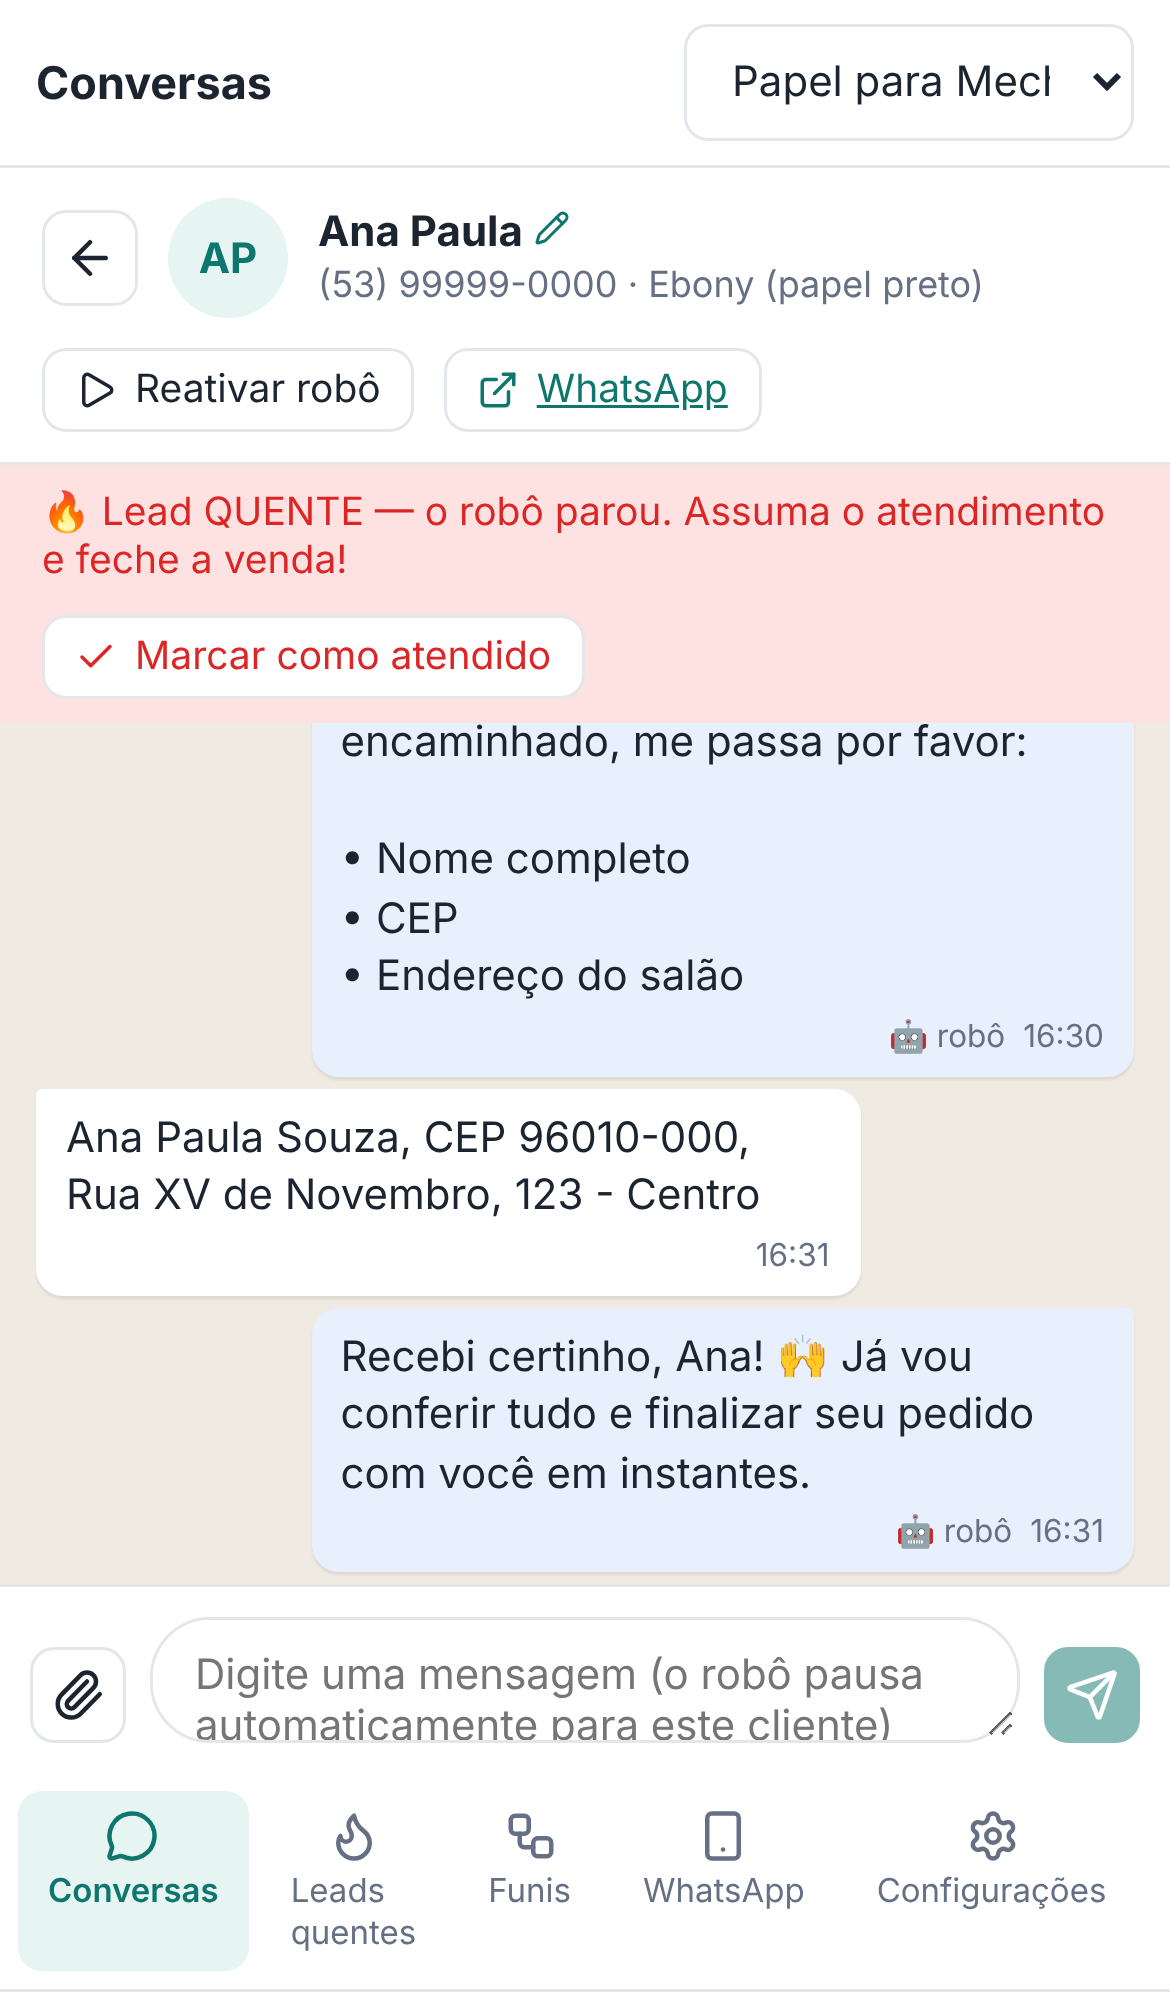 Conversas
Papel para Mech
AP
Ana Paula
(53) 99999-0000 · Ebony (papel preto)
Reativar robô
WhatsApp
🔥 Lead QUENTE — o robô parou. Assuma o atendimento
e feche a venda!
Marcar como atendido
encaminhado, me passa por favor:
• Nome completo
• CEP
• Endereço do salão
🤖 robô 16:30
Ana Paula Souza, CEP 96010-000,
Rua XV de Novembro, 123 - Centro
16:31
Recebi certinho, Ana! 🙌 Já vou
conferir tudo e finalizar seu pedido
com você em instantes.
🤖 robô 16:31
Digite uma mensagem (o robô pausa
automaticamente para este cliente)
Conversas
Leads
quentes
Funis
WhatsApp
Configurações